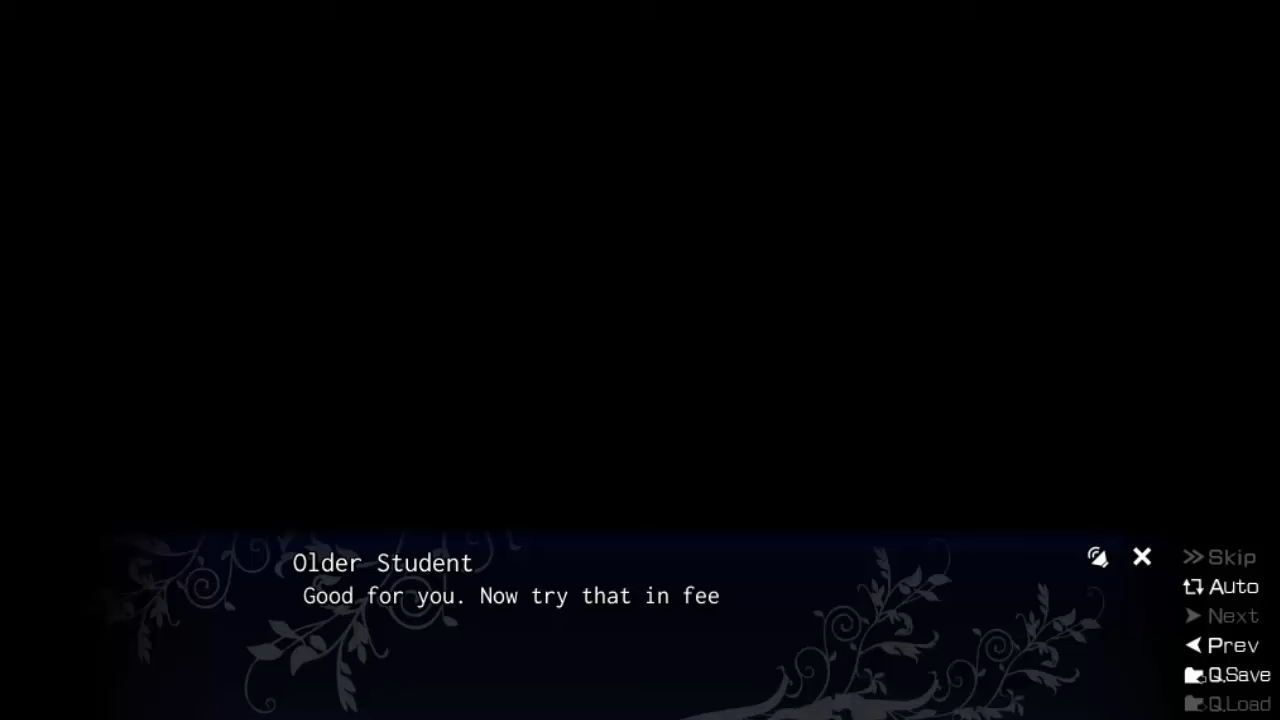 Older Student
Good for you. Now try that in fee
Skip
Auto
Next
Prev
Q.Save
Q.Load